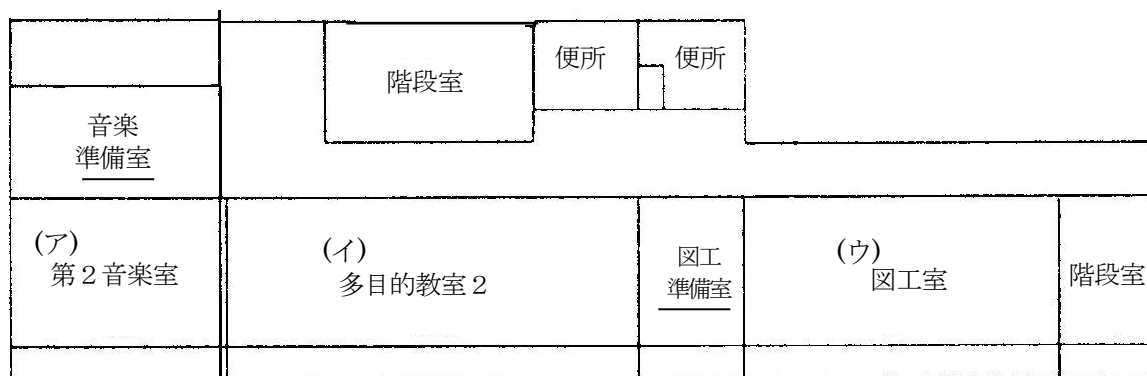 便所
便所
階段室
音楽
準備室
(ア)
第２音楽室
(イ)
多目的教室２
図工
準備室
(ウ)
図工室
階段室